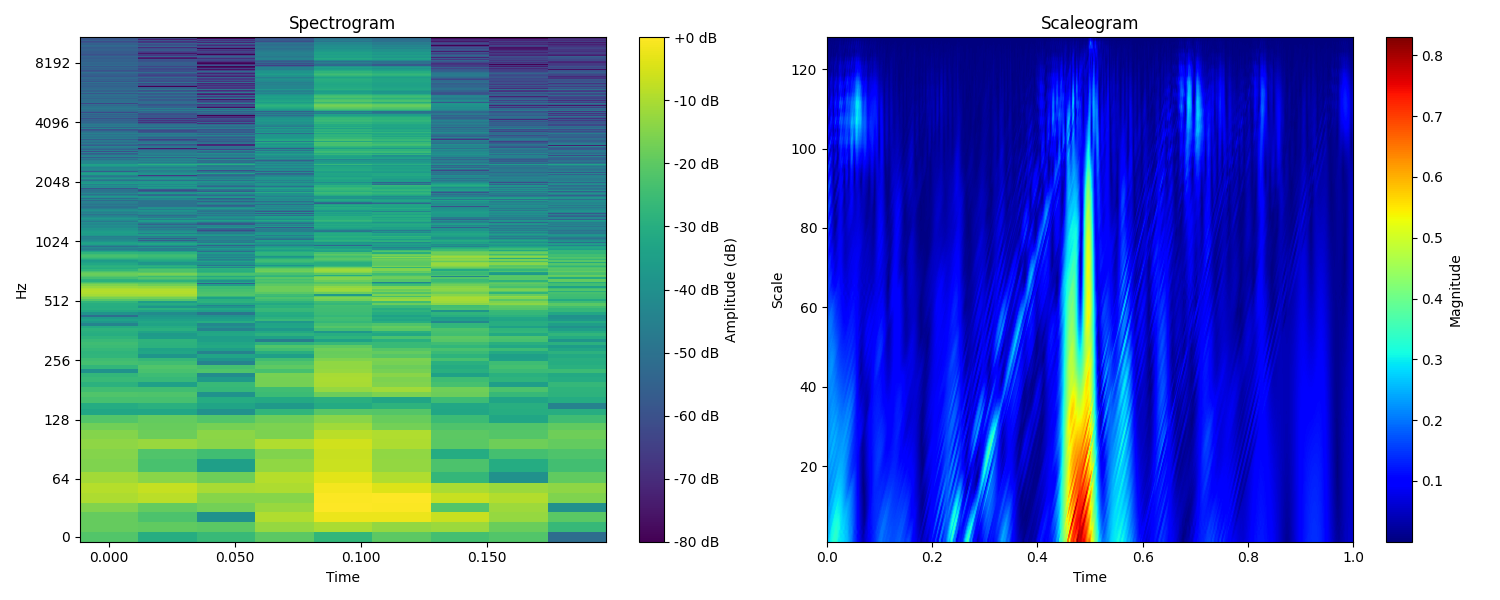 Spectrogram
Hz
8192
4096
2048
1024
512
256
128
64
0
0.000 0.050 0.100 0.150
Time
+0 dB
-10 dB
-20 dB
-30 dB
-40 dB
-50 dB
-60 dB
-70 dB
-80 dB
Amplitude (dB)
Scaleogram
Scale
120
100
80
60
40
20
0.0 0.2 0.4 0.6 0.8 1.0
Time
0.8
0.7
0.6
0.5
0.4
0.3
0.2
0.1
Magnitude